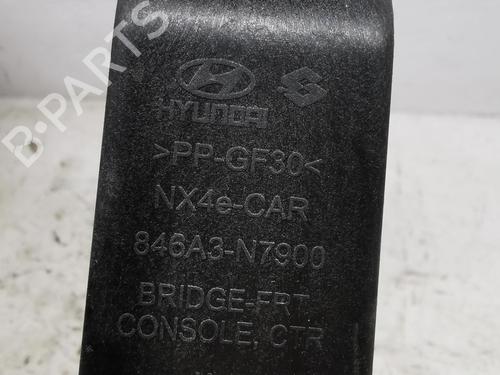 HYUNDAI
>PP-GF30<
NX4e-CAR
846A3-N7900
BRIDGE-FRT
CONSOLE, CTR
B-PARTS